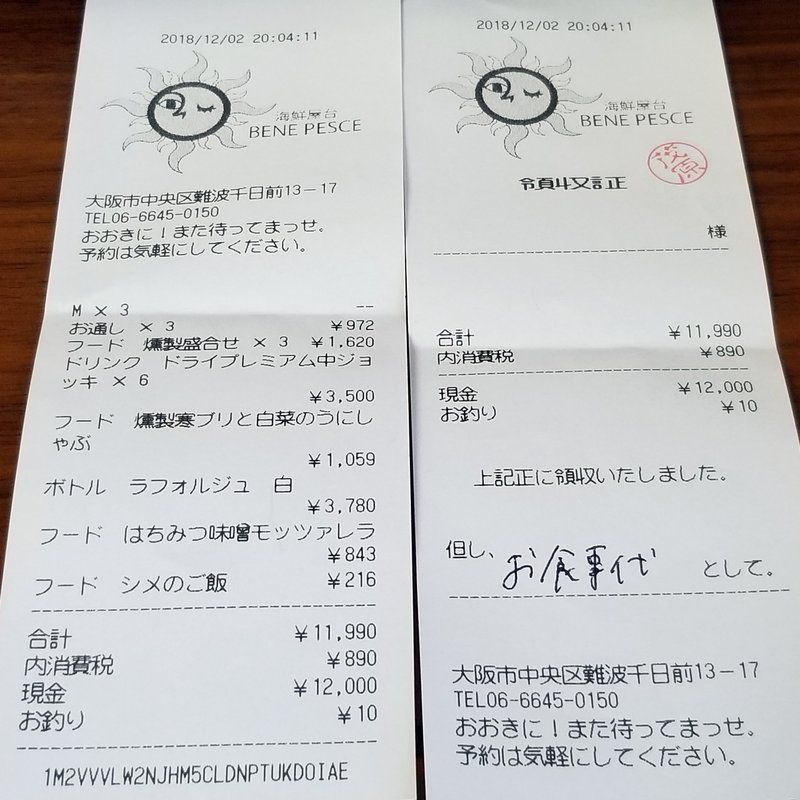 2018/12/02 20:04:11
海鮮屋台
BENE PESCE
大阪市中央区難波千日前13-17
TEL06-6645-0150
おおきに!また待ってまっせ。
予約は気軽にしてください。
M × 3 --
お通し × 3 ¥972
フード 燻製盛合せ × 3 ¥1,620
ドリンク ドライプレミアム中ジョ
ッキ × 6
¥3,500
フード 燻製寒ブリと白菜のうにし
ゃぶ
¥1,059
ボトル ラフォルジュ 白
¥3,780
フード はちみつ味噌モッツァレラ
¥843
フード シメのご飯 ¥216
合計 ¥11,990
内消費税 ¥890
現金 ¥12,000
お釣り ¥10
1M2VVVLW2NJHM5CLDNPTUKDOIAE
2018/12/02 20:04:11
海鮮屋台
BENE PESCE
領収証
様
合計 ¥11,990
内消費税 ¥890
現金 ¥12,000
お釣り ¥10
上記正に領収いたしました。
但し、 お食事代 として。
大阪市中央区難波千日前13-17
TEL06-6645-0150
おおきに!また待ってまっせ。
予約は気軽にしてください。